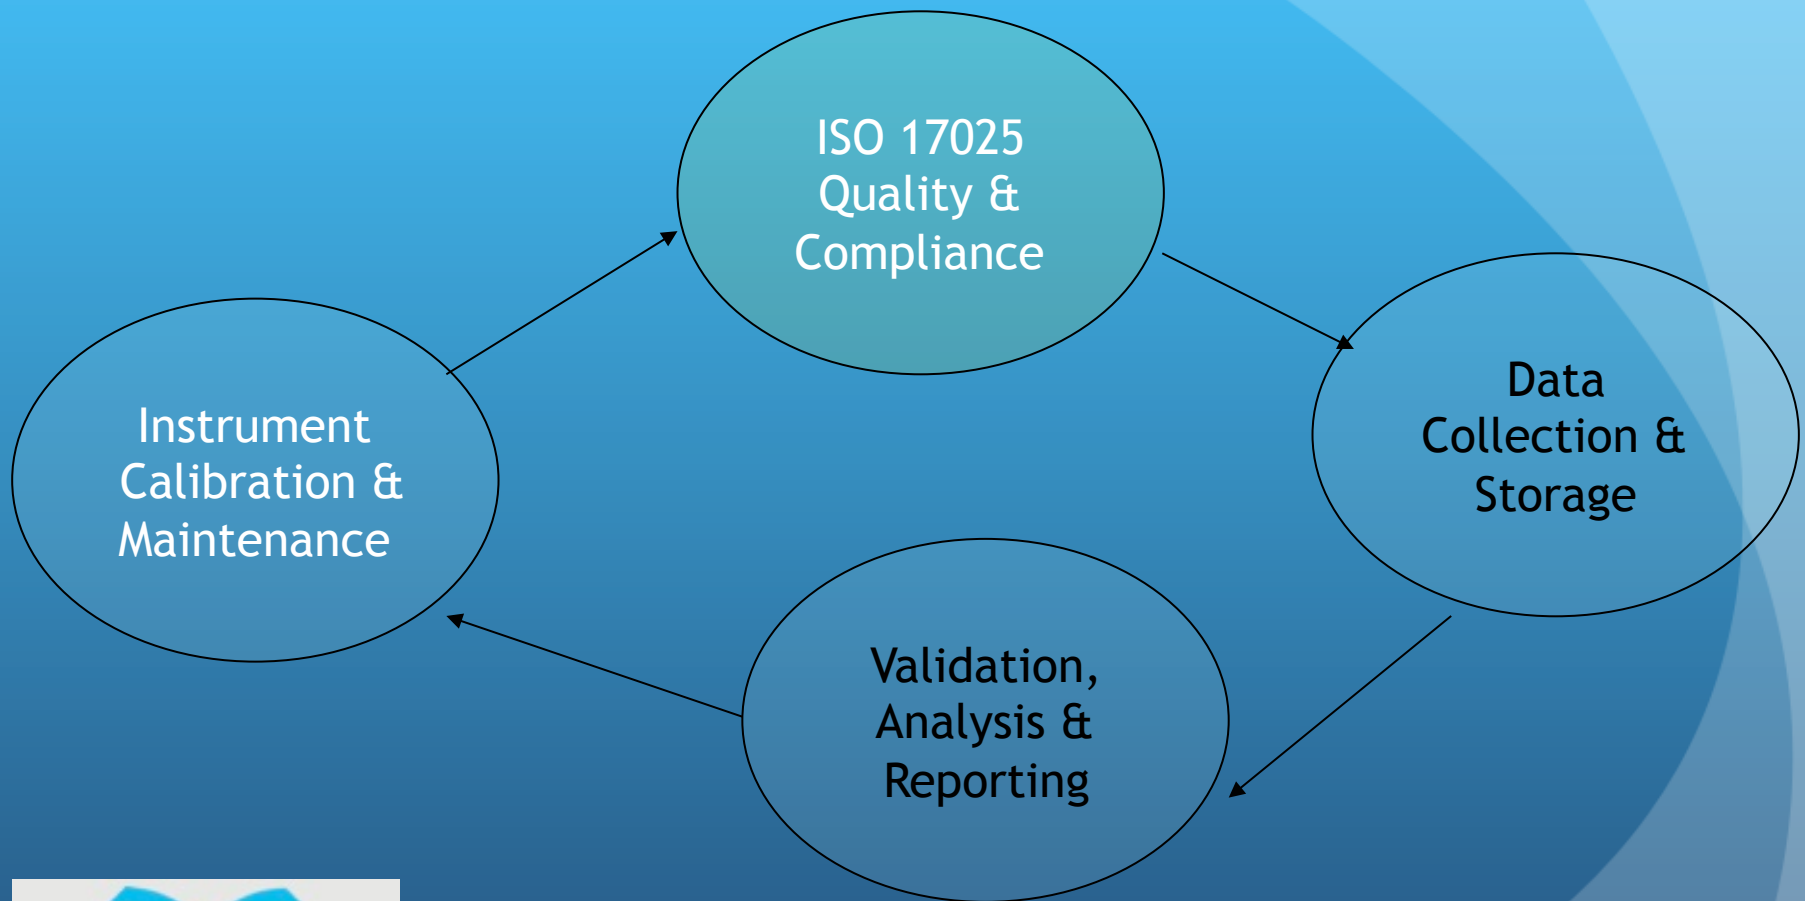 ISO 17025
Quality &
Compliance
Data
Collection &
Storage
Validation,
Analysis &
Reporting
Instrument
Calibration &
Maintenance